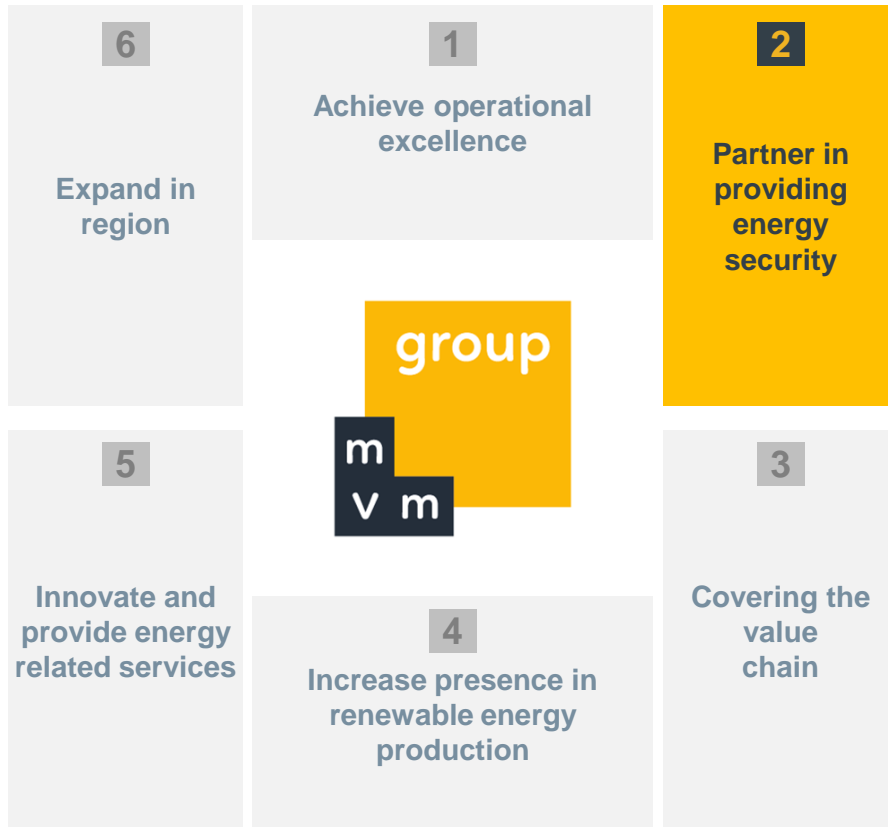 6
Expand in
region
1
Achieve operational
excellence
2
Partner in
providing
energy
security
group
m
v m
5
Innovate and
provide energy
related services
4
Increase presence in
renewable energy
production
3
Covering the
value
chain